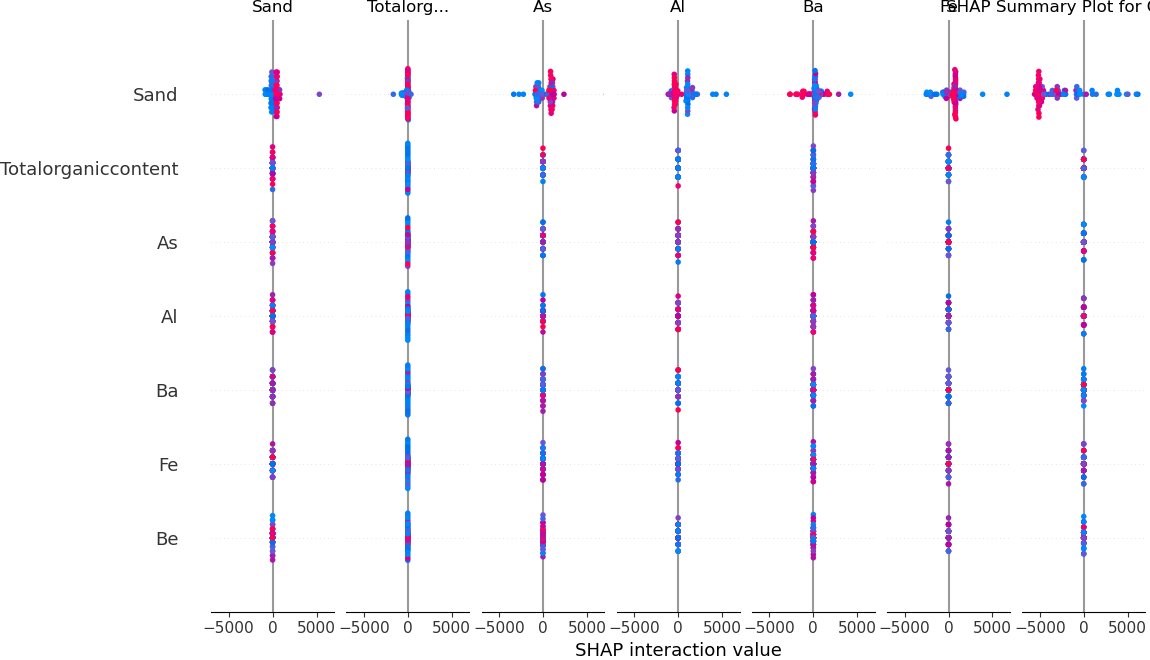 Sand Totalorg... As Al Ba Fe SHAP Summary Plot for
Sand
Totalorganiccontent
As
Al
Ba
Fe
Be
−5000 0 5000 −5000 0 5000 −5000 0 5000 −5000 0 5000 −5000 0 5000 −5000 0 5000 −5000 0 5000
SHAP interaction value